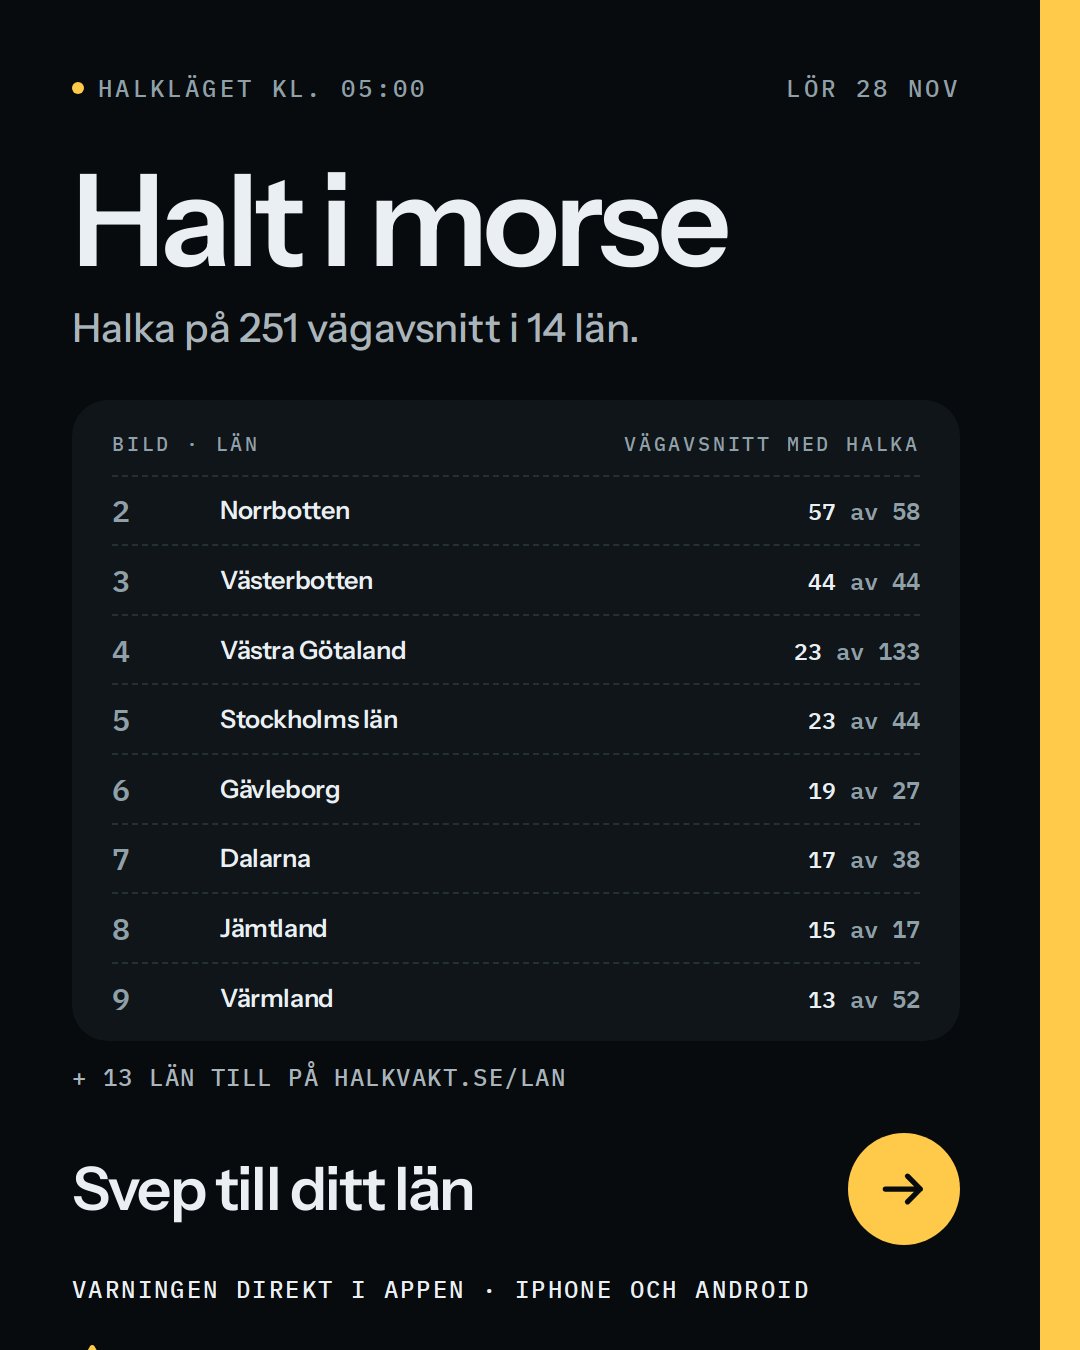 HALKLÄGET KL. 05:00 LÖR 28 NOV
Halt i morse
Halka på 251 vägavsnitt i 14 län.
BILD · LÄN VÄGAVSNITT MED HALKA
2 Norrbotten 57 av 58
3 Västerbotten 44 av 44
4 Västra Götaland 23 av 133
5 Stockholms län 23 av 44
6 Gävleborg 19 av 27
7 Dalarna 17 av 38
8 Jämtland 15 av 17
9 Värmland 13 av 52
+ 13 LÄN TILL PÅ HALKVAKT.SE/LAN
Svep till ditt län
VARNINGEN DIREKT I APPEN · IPHONE OCH ANDROID